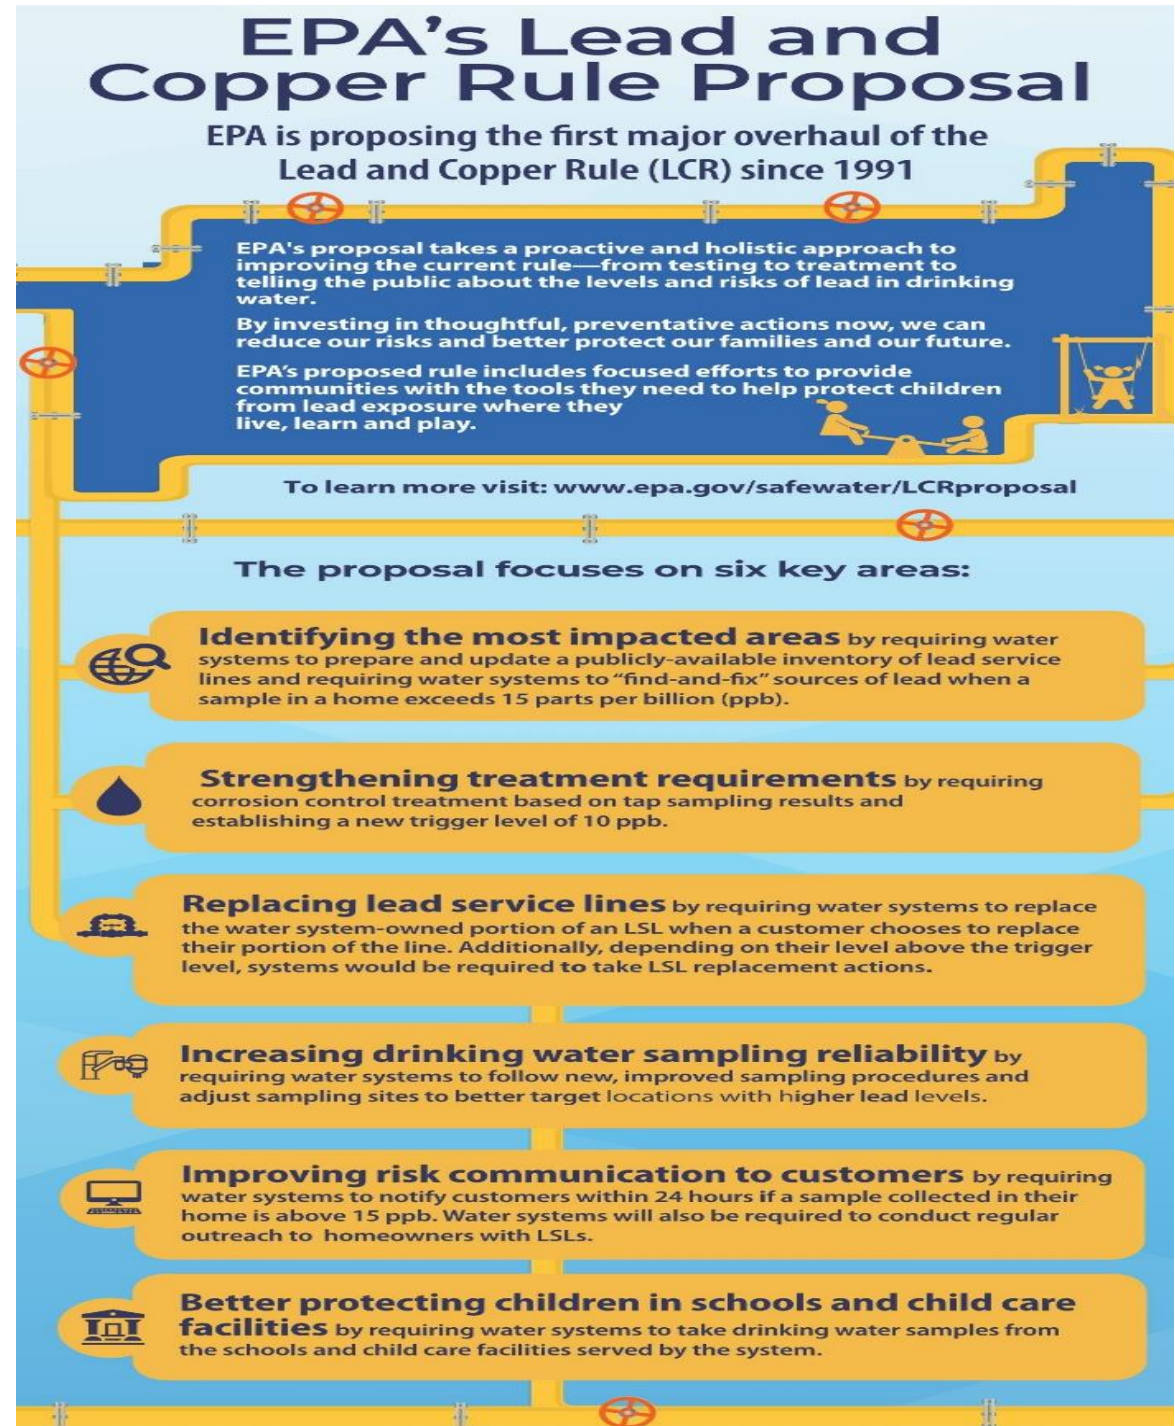 EPA's Lead and
Copper Rule Proposal
EPA is proposing the first major overhaul of the
Lead and Copper Rule (LCR) since 1991
EPA's proposal takes a proactive and holistic approach to
improving the current rule—from testing to treatment to
telling the public about the levels and risks of lead in drinking
water.
By investing in thoughtful, preventative actions now, we can
reduce our risks and better protect our families and our future.
EPA's proposed rule includes focused efforts to provide
communities with the tools they need to help protect children
from lead exposure where they
live, learn and play.
To learn more visit: www.epa.gov/safewater/LCRproposal
The proposal focuses on six key areas:
Identifying the most impacted areas by requiring water
systems to prepare and update a publicly-available inventory of lead service
lines and requiring water systems to “find-and-fix” sources of lead when a
sample in a home exceeds 15 parts per billion (ppb).
Strengthening treatment requirements by requiring
corrosion control treatment based on tap sampling results and
establishing a new trigger level of 10 ppb.
Replacing lead service lines by requiring water systems to replace
the water system-owned portion of an LSL when a customer chooses to replace
their portion of the line. Additionally, depending on their level above the trigger
level, systems would be required to take LSL replacement actions.
Increasing drinking water sampling reliability by
requiring water systems to follow new, improved sampling procedures and
adjust sampling sites to better target locations with higher lead levels.
Improving risk communication to customers by requiring
water systems to notify customers within 24 hours if a sample collected in their
home is above 15 ppb. Water systems will also be required to conduct regular
outreach to homeowners with LSLs.
Better protecting children in schools and child care
facilities by requiring water systems to take drinking water samples from
the schools and child care facilities served by the system.